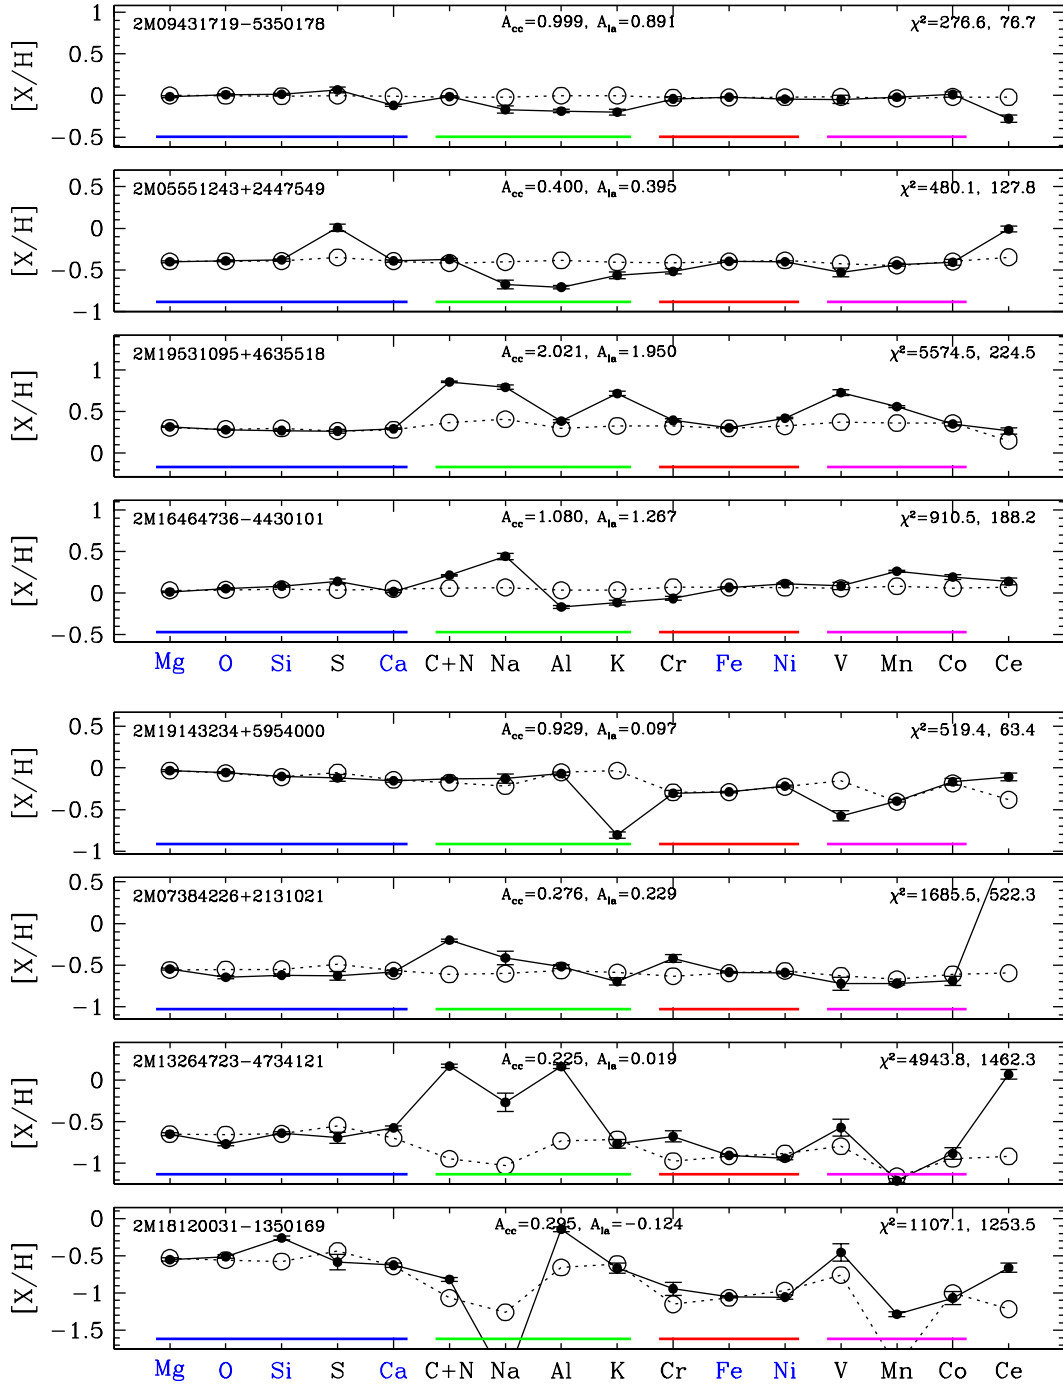 2M09431719−5350178 A_cc=0.999, A_la=0.891 χ²=276.6, 76.7
[X/H]
1
0.5
0
−0.5
2M05551243+2447549 A_cc=0.400, A_la=0.395 χ²=480.1, 127.8
[X/H]
0.5
0
−0.5
−1
2M19531095+4635518 A_cc=2.021, A_la=1.950 χ²=5574.5, 224.5
[X/H]
1
0.5
0
2M16464736−4430101 A_cc=1.080, A_la=1.267 χ²=910.5, 188.2
[X/H]
1
0.5
0
−0.5
Mg O Si S Ca C+N Na Al K Cr Fe Ni V Mn Co Ce
2M19143234+5954000 A_cc=0.929, A_la=0.097 χ²=519.4, 63.4
[X/H]
0.5
0
−0.5
−1
2M07384226+2131021 A_cc=0.276, A_la=0.229 χ²=1685.5, 522.3
[X/H]
0.5
0
−0.5
−1
2M13264723−4734121 A_cc=0.225, A_la=0.019 χ²=4943.8, 1462.3
[X/H]
0
−0.5
−1
2M18120031−1350169 A_cc=0.295, A_la=−0.124 χ²=1107.1, 1253.5
[X/H]
0
−0.5
−1
−1.5
Mg O Si S Ca C+N Na Al K Cr Fe Ni V Mn Co Ce